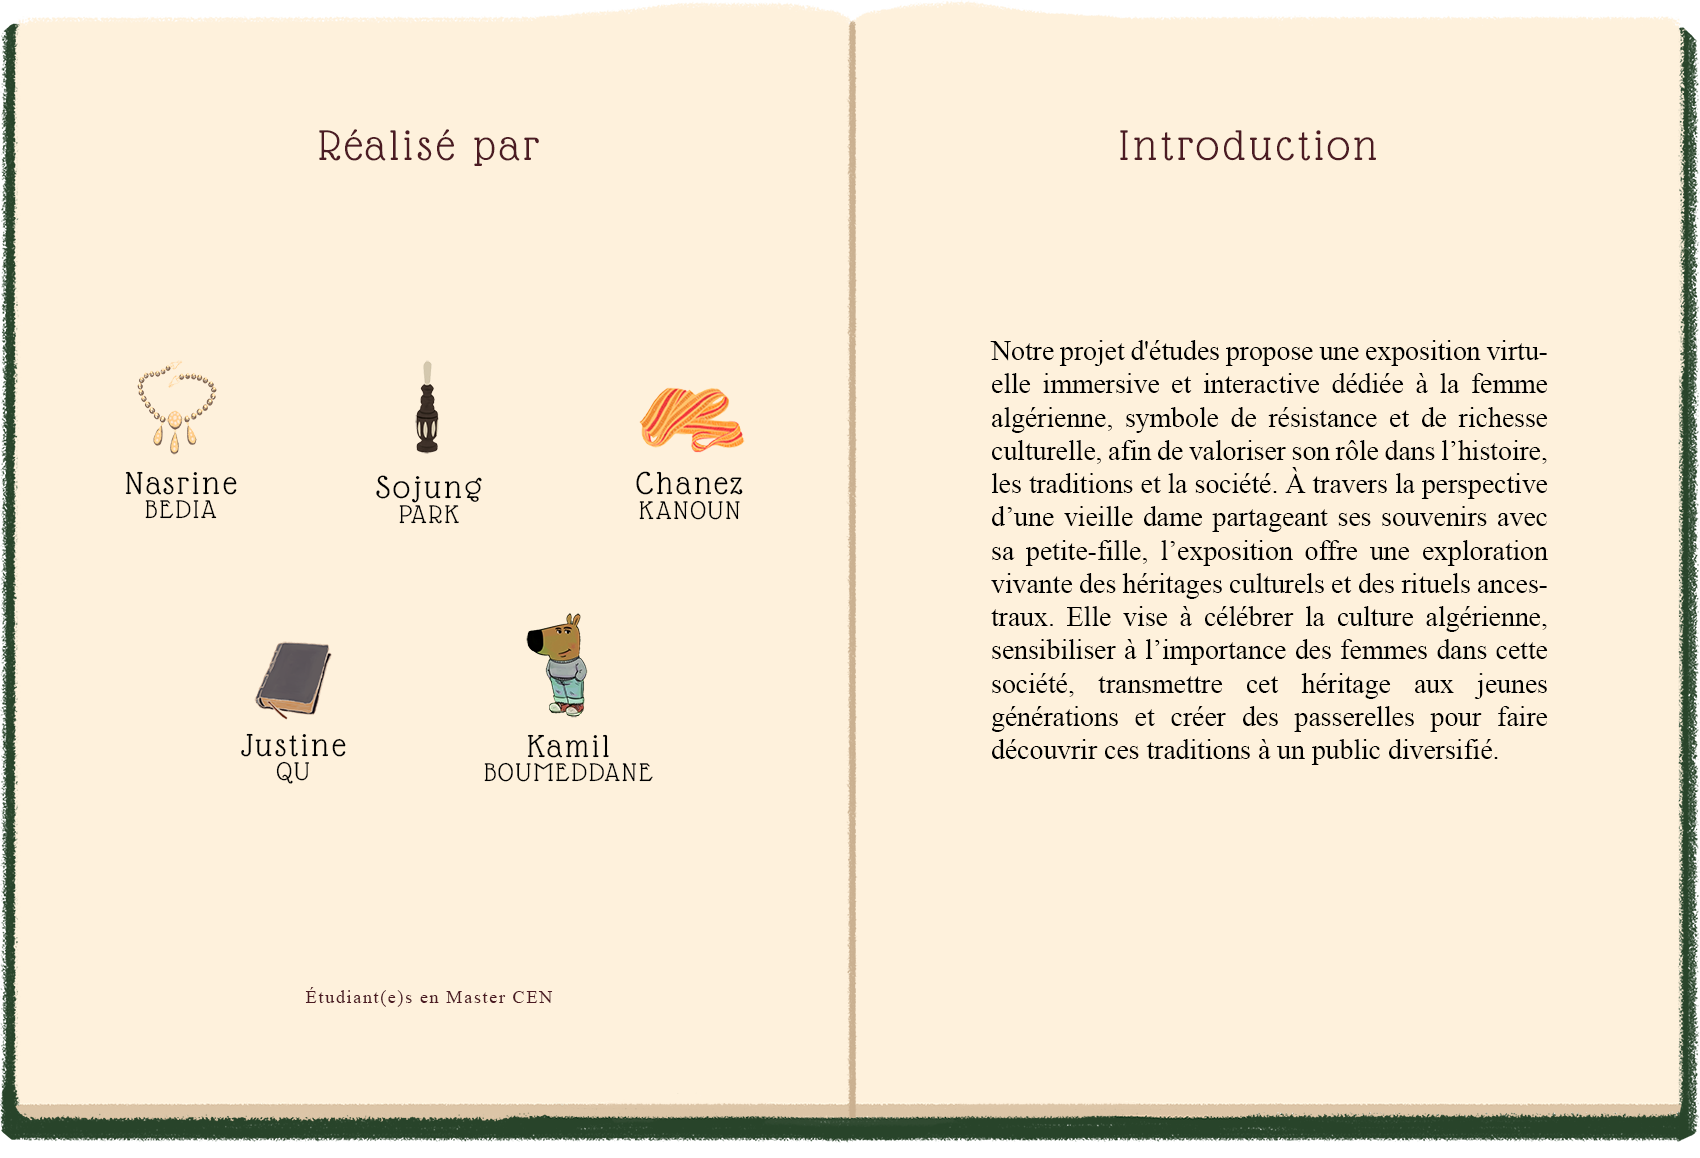 Réalisé par
Nasrine
BEDIA
Sojung
PARK
Chanez
KANOUN
Justine
QU
Kamil
BOUMEDDANE
Étudiant(e)s en Master CEN
Introduction
Notre projet d'études propose une exposition virtu-
elle immersive et interactive dédiée à la femme
algérienne, symbole de résistance et de richesse
culturelle, afin de valoriser son rôle dans l’histoire,
les traditions et la société. À travers la perspective
d’une vieille dame partageant ses souvenirs avec
sa petite-fille, l’exposition offre une exploration
vivante des héritages culturels et des rituels ances-
traux. Elle vise à célébrer la culture algérienne,
sensibiliser à l’importance des femmes dans cette
société, transmettre cet héritage aux jeunes
générations et créer des passerelles pour faire
découvrir ces traditions à un public diversifié.